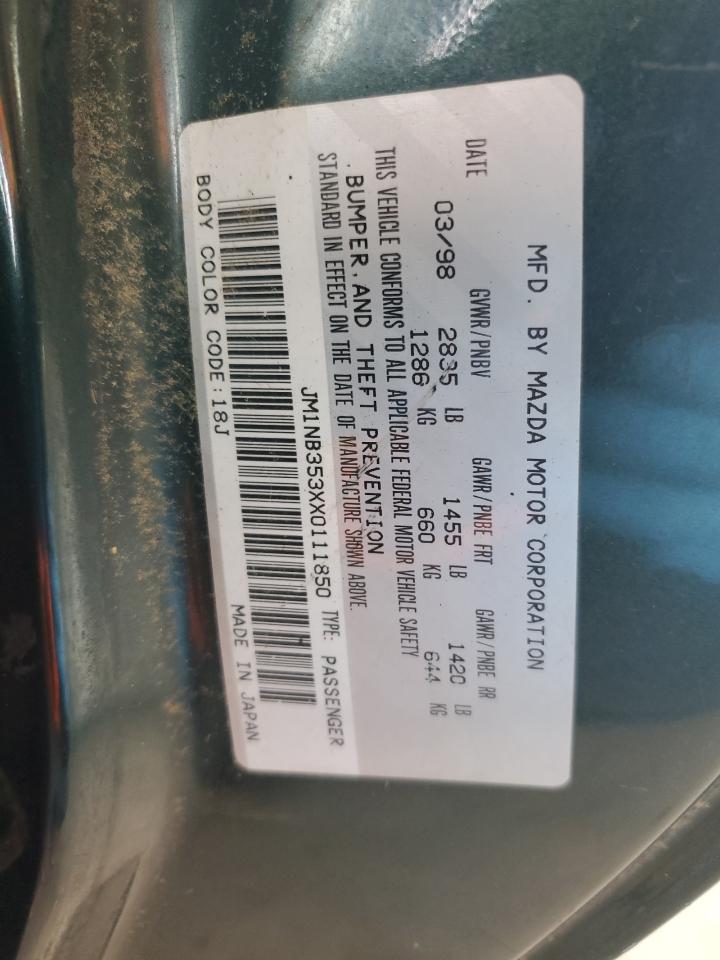 MFD. BY MAZDA MOTOR CORPORATION
DATE GVWR/PNBV GAWR/PNBE FRT GAWR/PNBE RR
03/98 2835 LB 1455 LB 1420 LB
1286 KG 660 KG 644 KG
THIS VEHICLE CONFORMS TO ALL APPLICABLE FEDERAL MOTOR VEHICLE SAFETY
, BUMPER, AND THEFT PREVENTION
STANDARD IN EFFECT ON THE DATE OF MANUFACTURE SHOWN ABOVE.
JM1NB353XX0111850 TYPE: PASSENGER
BODY COLOR CODE:18J MADE IN JAPAN